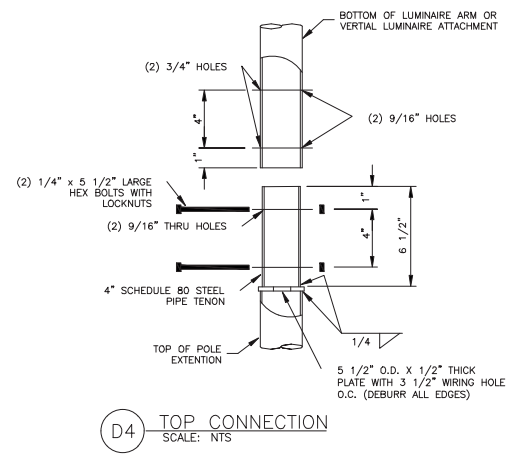 BOTTOM OF LUMINAIRE ARM OR
VERTIAL LUMINAIRE ATTACHMENT
(2) 3/4" HOLES
4"
(2) 9/16" HOLES
1"
(2) 1/4" x 5 1/2" LARGE
HEX BOLTS WITH
LOCKNUTS
1"
(2) 9/16" THRU HOLES
4"
6 1/2"
4" SCHEDULE 80 STEEL
PIPE TENON
1/4
TOP OF POLE
EXTENTION
5 1/2" O.D. X 1/2" THICK
PLATE WITH 3 1/2" WIRING HOLE
O.C. (DEBURR ALL EDGES)
D4
TOP CONNECTION
SCALE: NTS